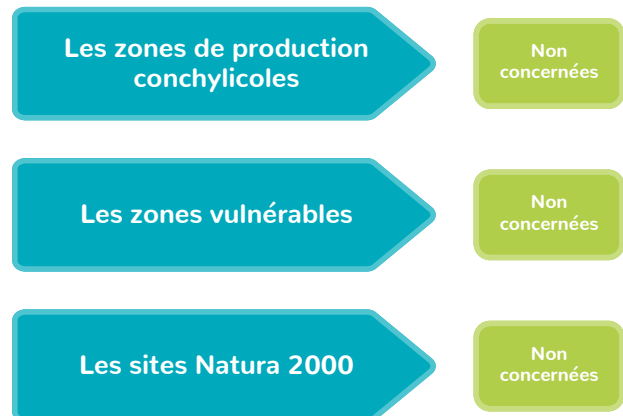 Les zones de production
conchylicoles
Non
concernées
Les zones vulnérables
Non
concernées
Les sites Natura 2000
Non
concernées